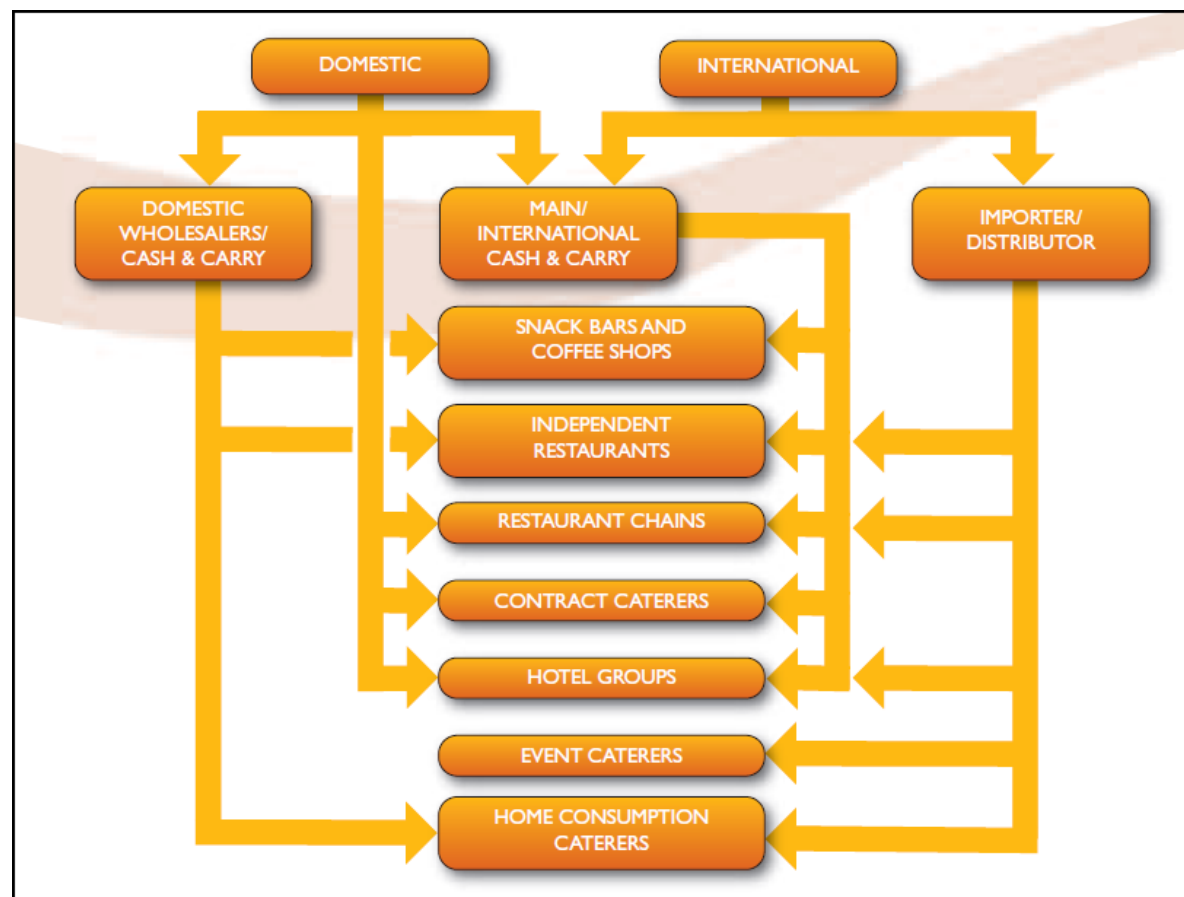 DOMESTIC
INTERNATIONAL
DOMESTIC
WHOLESALERS/
CASH & CARRY
MAIN/
INTERNATIONAL
CASH & CARRY
IMPORTER/
DISTRIBUTOR
SNACK BARS AND
COFFEE SHOPS
INDEPENDENT
RESTAURANTS
RESTAURANT CHAINS
CONTRACT CATERERS
HOTEL GROUPS
EVENT CATERERS
HOME CONSUMPTION
CATERERS